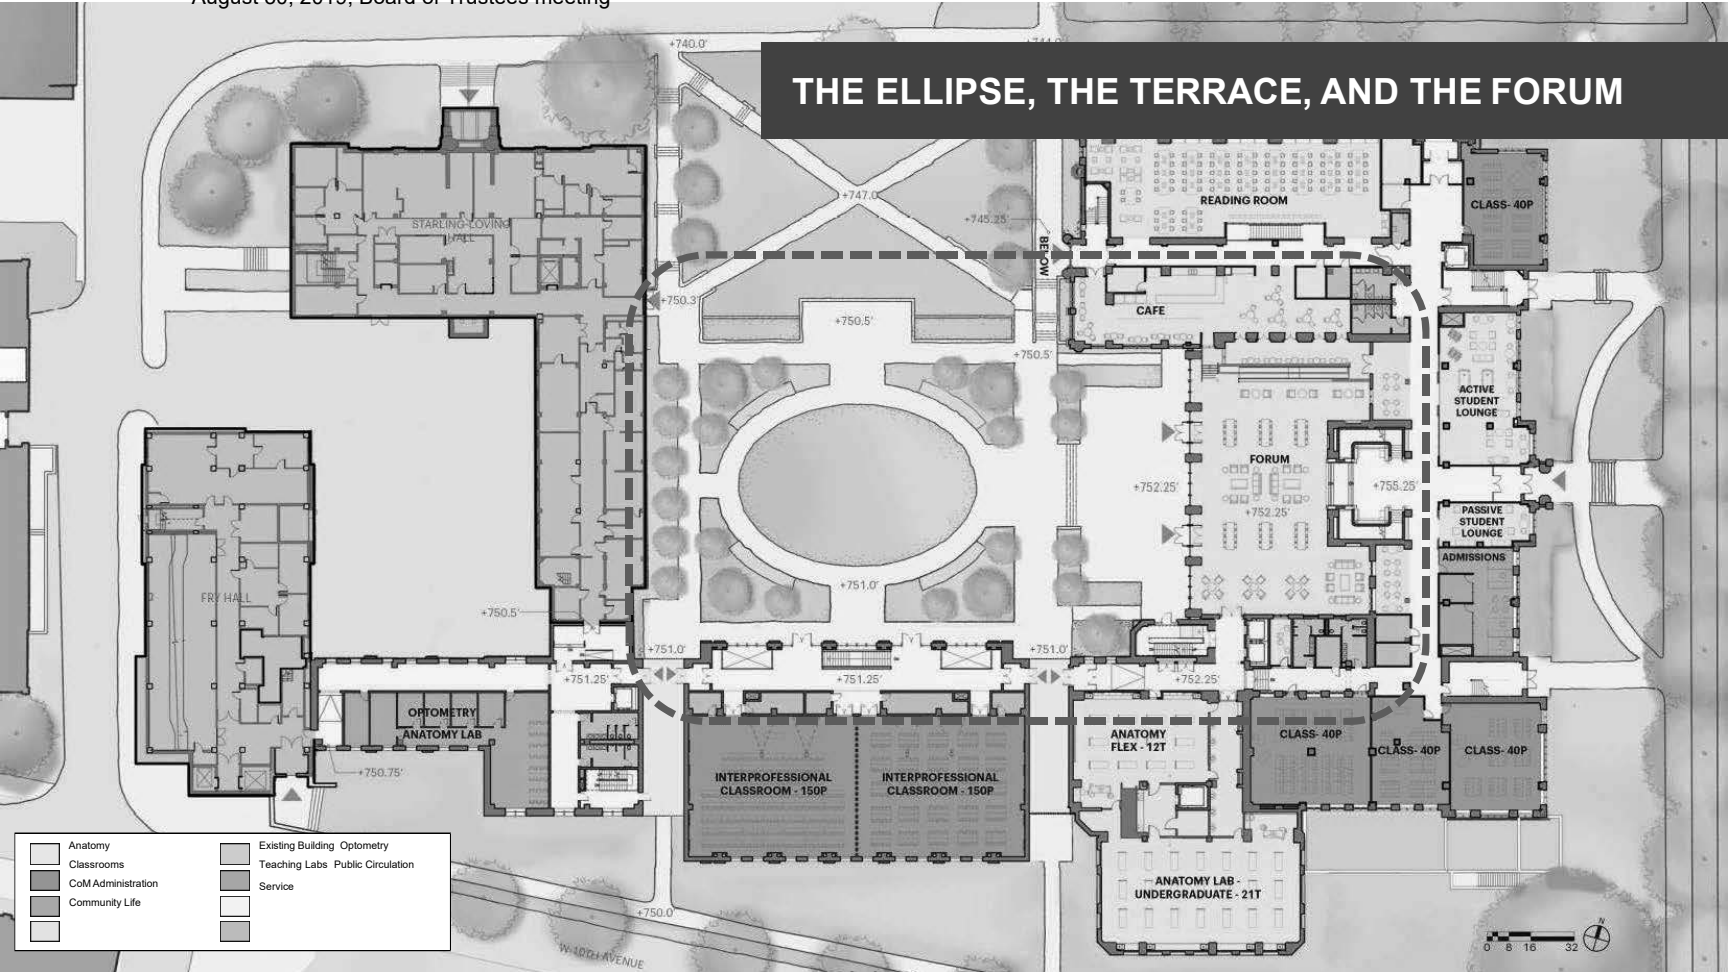 August 30, 2019, Board of Trustees meeting
THE ELLIPSE, THE TERRACE, AND THE FORUM
+740.0'
+747.0'
+745.25'
BELOW
READING ROOM
CLASS- 40P
STARLING-LOVING
HALL
+750.3'
+750.5'
CAFE
+750.5'
ACTIVE
STUDENT
LOUNGE
FORUM
+752.25'
+752.25'
+755.25'
PASSIVE
STUDENT
LOUNGE
ADMISSIONS
+751.0'
FRY HALL
+750.5'
+751.0'
+751.0'
+751.25'
+751.25'
+752.25'
OPTOMETRY
ANATOMY LAB
ANATOMY
FLEX - 12T
CLASS- 40P
CLASS- 40P
CLASS- 40P
+750.75'
INTERPROFESSIONAL
CLASSROOM - 150P
INTERPROFESSIONAL
CLASSROOM - 150P
ANATOMY LAB -
UNDERGRADUATE - 21T
+750.0'
W 10TH AVENUE
Anatomy
Classrooms
CoM Administration
Community Life
Existing Building Optometry
Teaching Labs Public Circulation
Service
N
0 8 16 32